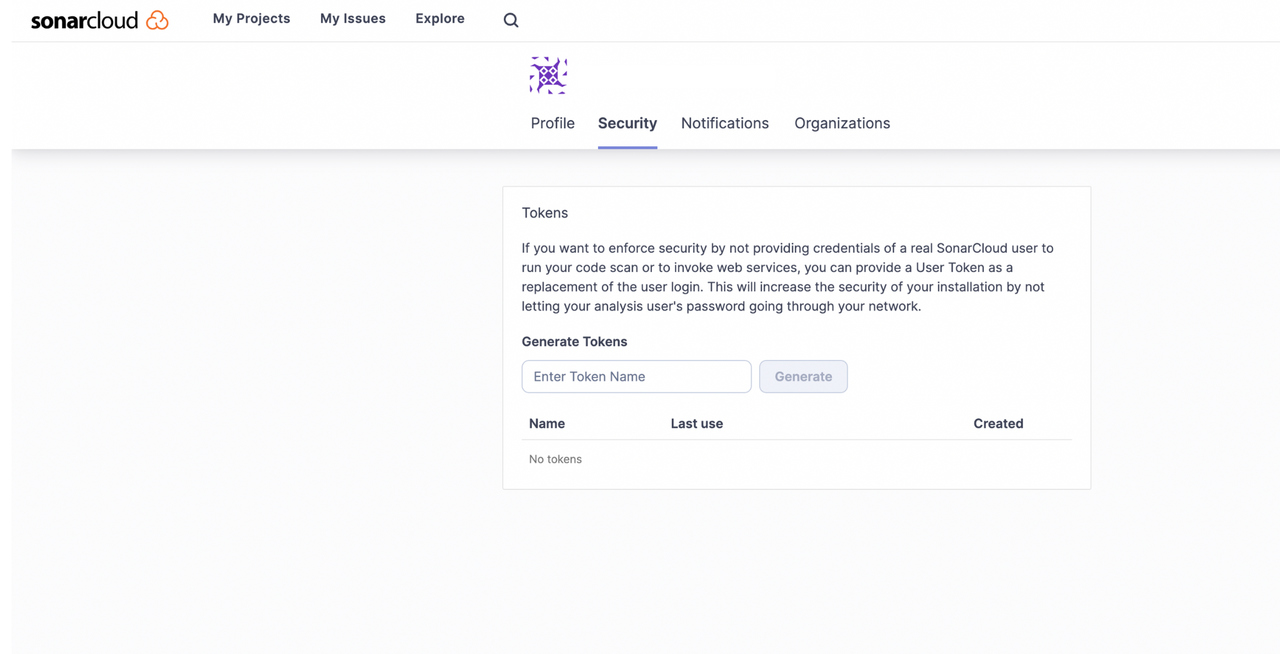 sonarcloud
My Projects My Issues Explore
Profile Security Notifications Organizations
Tokens
If you want to enforce security by not providing credentials of a real SonarCloud user to
run your code scan or to invoke web services, you can provide a User Token as a
replacement of the user login. This will increase the security of your installation by not
letting your analysis user's password going through your network.
Generate Tokens
Enter Token Name Generate
Name Last use Created
No tokens